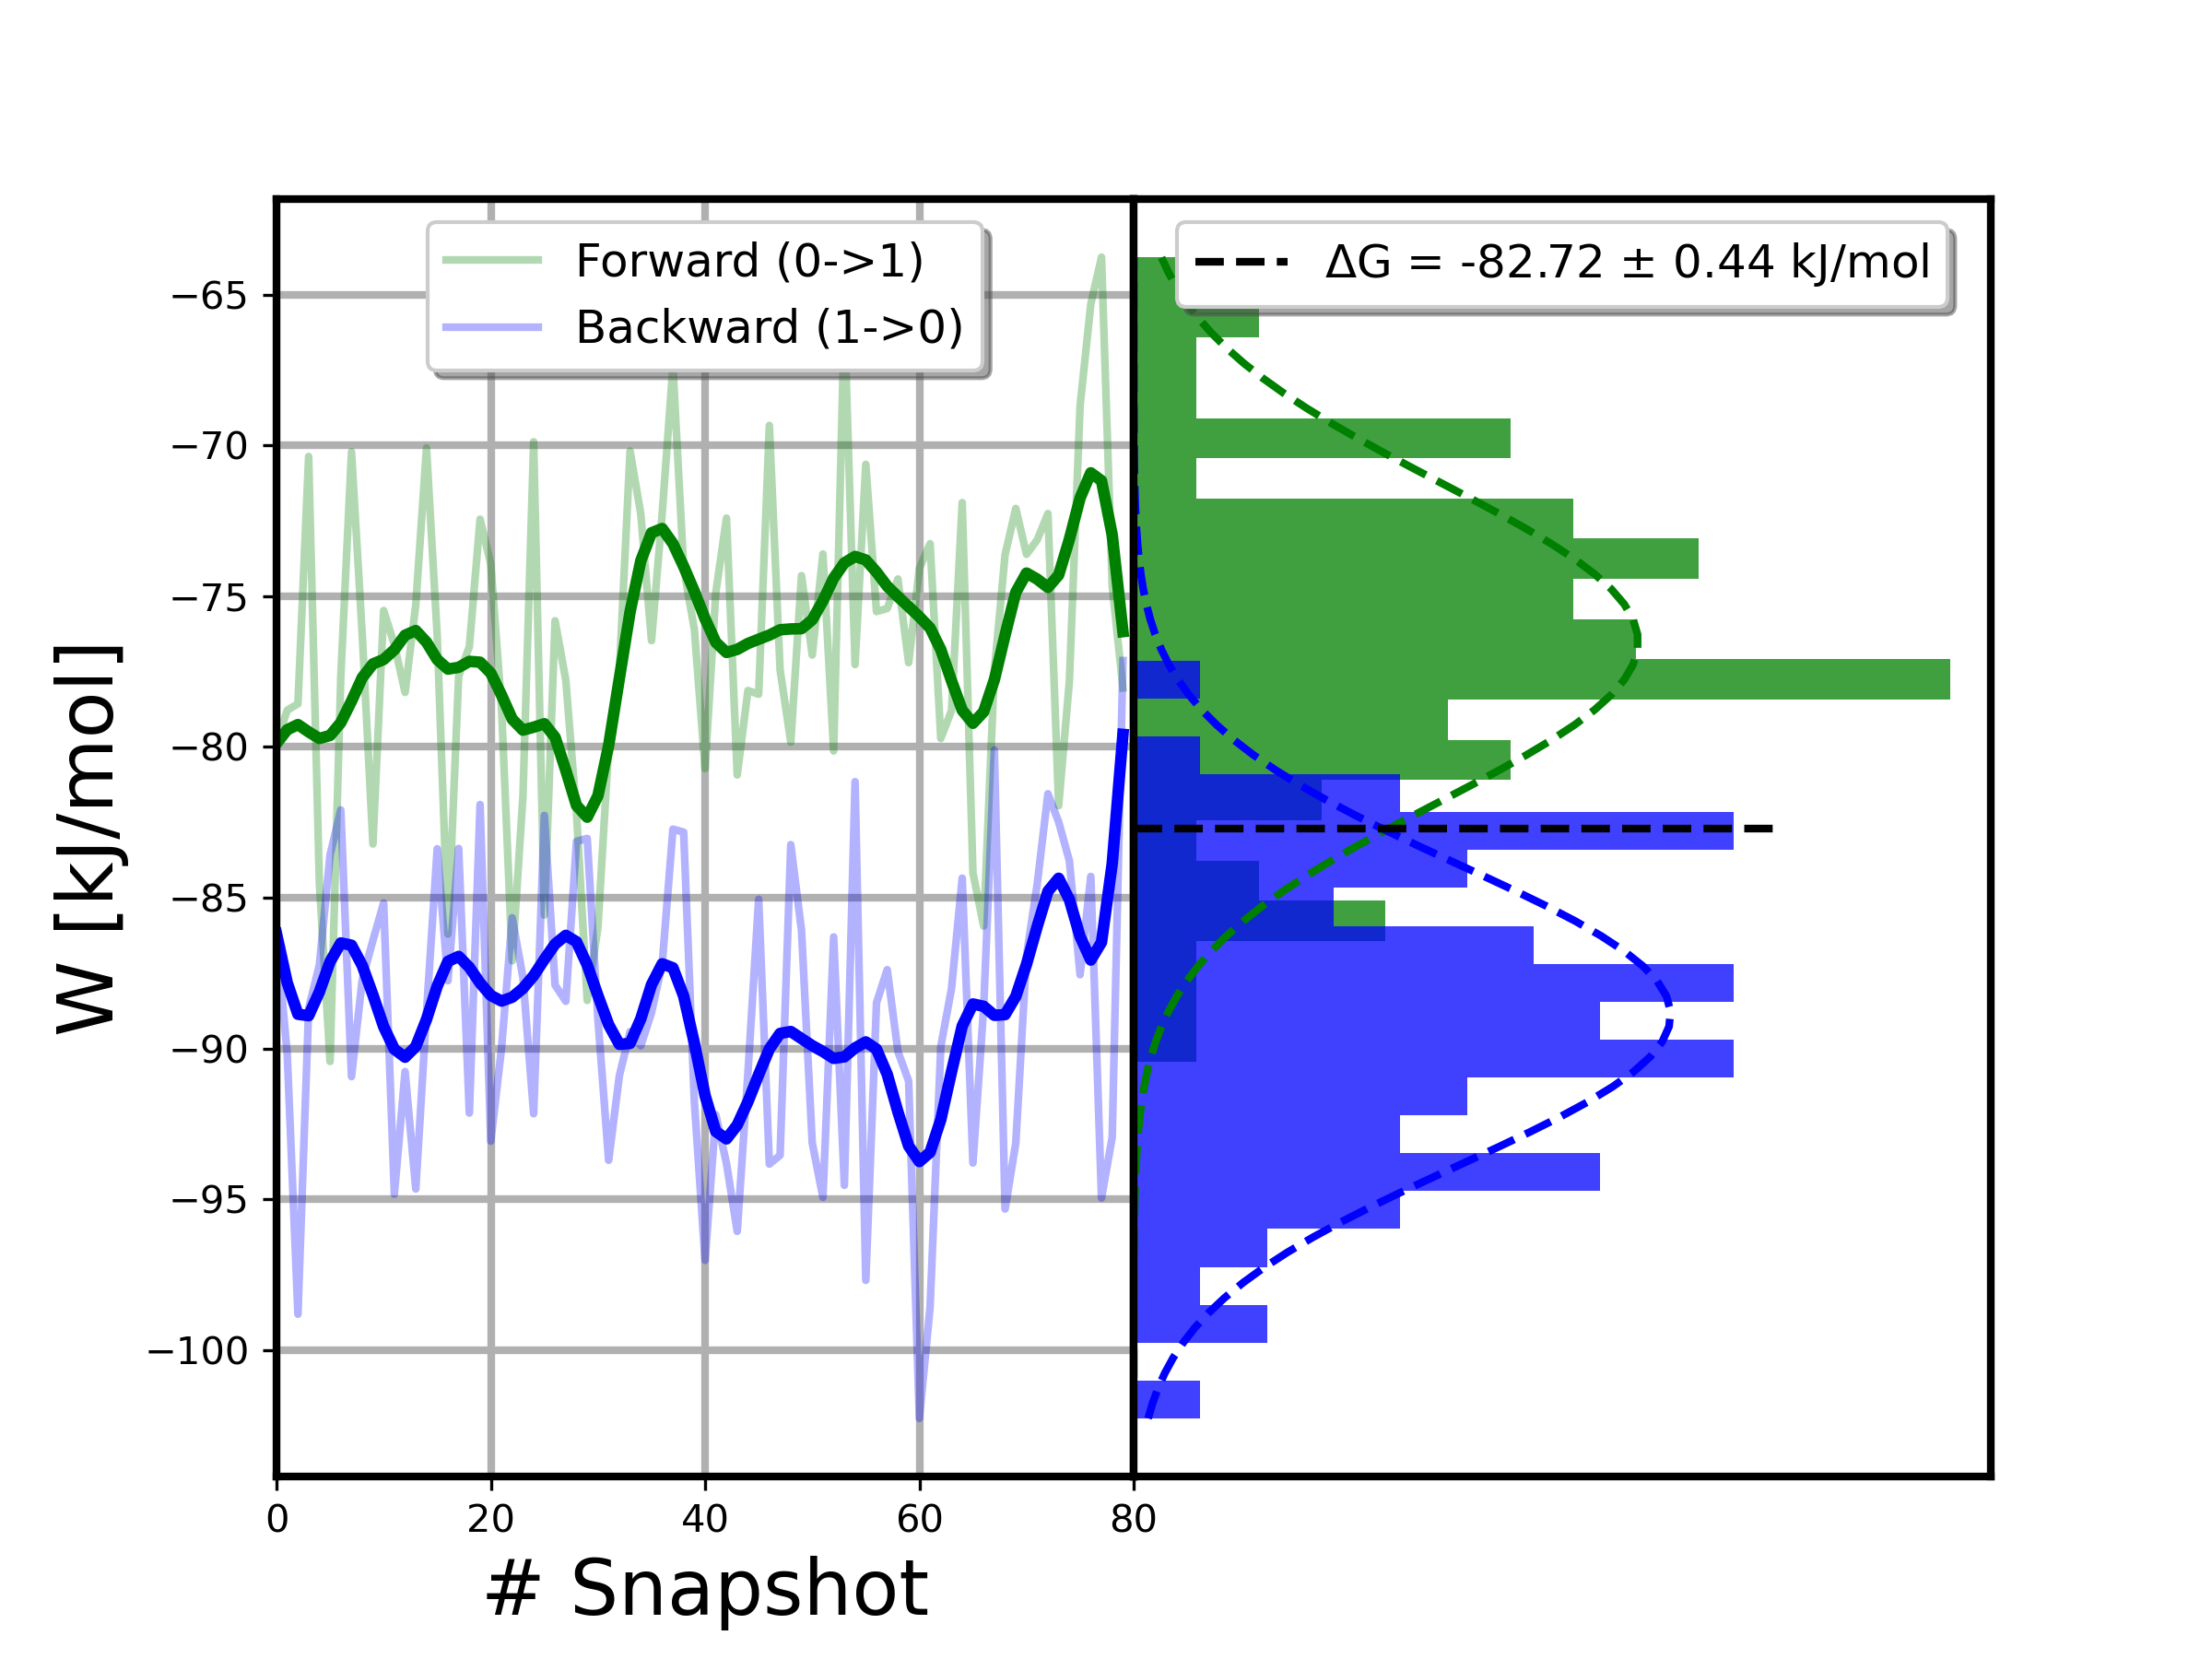 Forward (0->1)
Backward (1->0)
ΔG = -82.72 ± 0.44 kJ/mol
W [kJ/mol]
−65
−70
−75
−80
−85
−90
−95
−100
0 20 40 60 80
# Snapshot